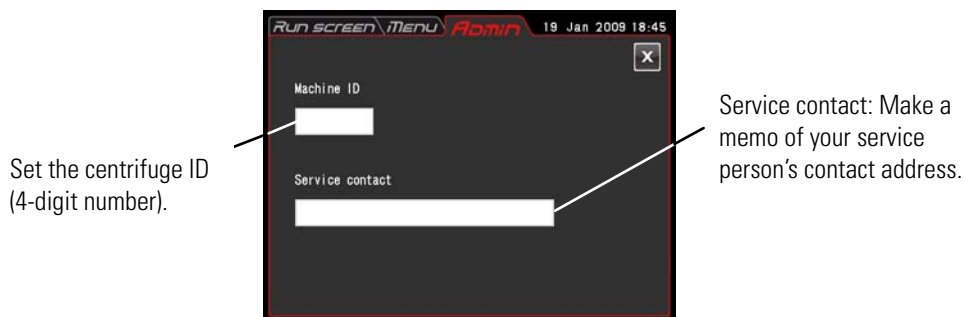 Run screen Menu Admin 19 Jan 2009 18:45
X
Machine ID
Set the centrifuge ID
(4-digit number).
Service contact
Service contact: Make a
memo of your service
person's contact address.